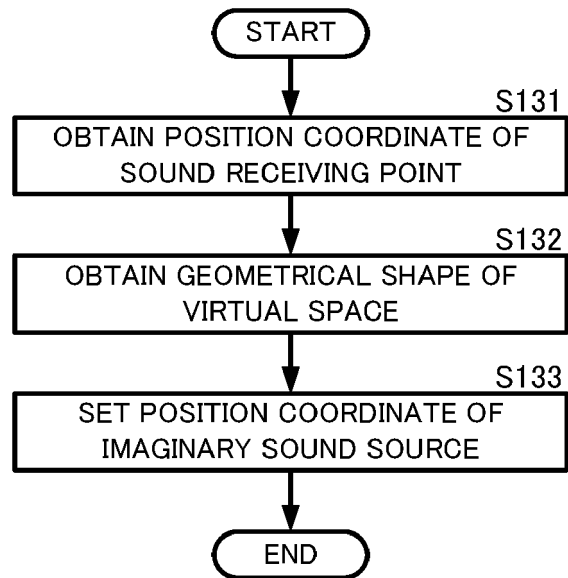 START
S131
OBTAIN POSITION COORDINATE OF
SOUND RECEIVING POINT
S132
OBTAIN GEOMETRICAL SHAPE OF
VIRTUAL SPACE
S133
SET POSITION COORDINATE OF
IMAGINARY SOUND SOURCE
END